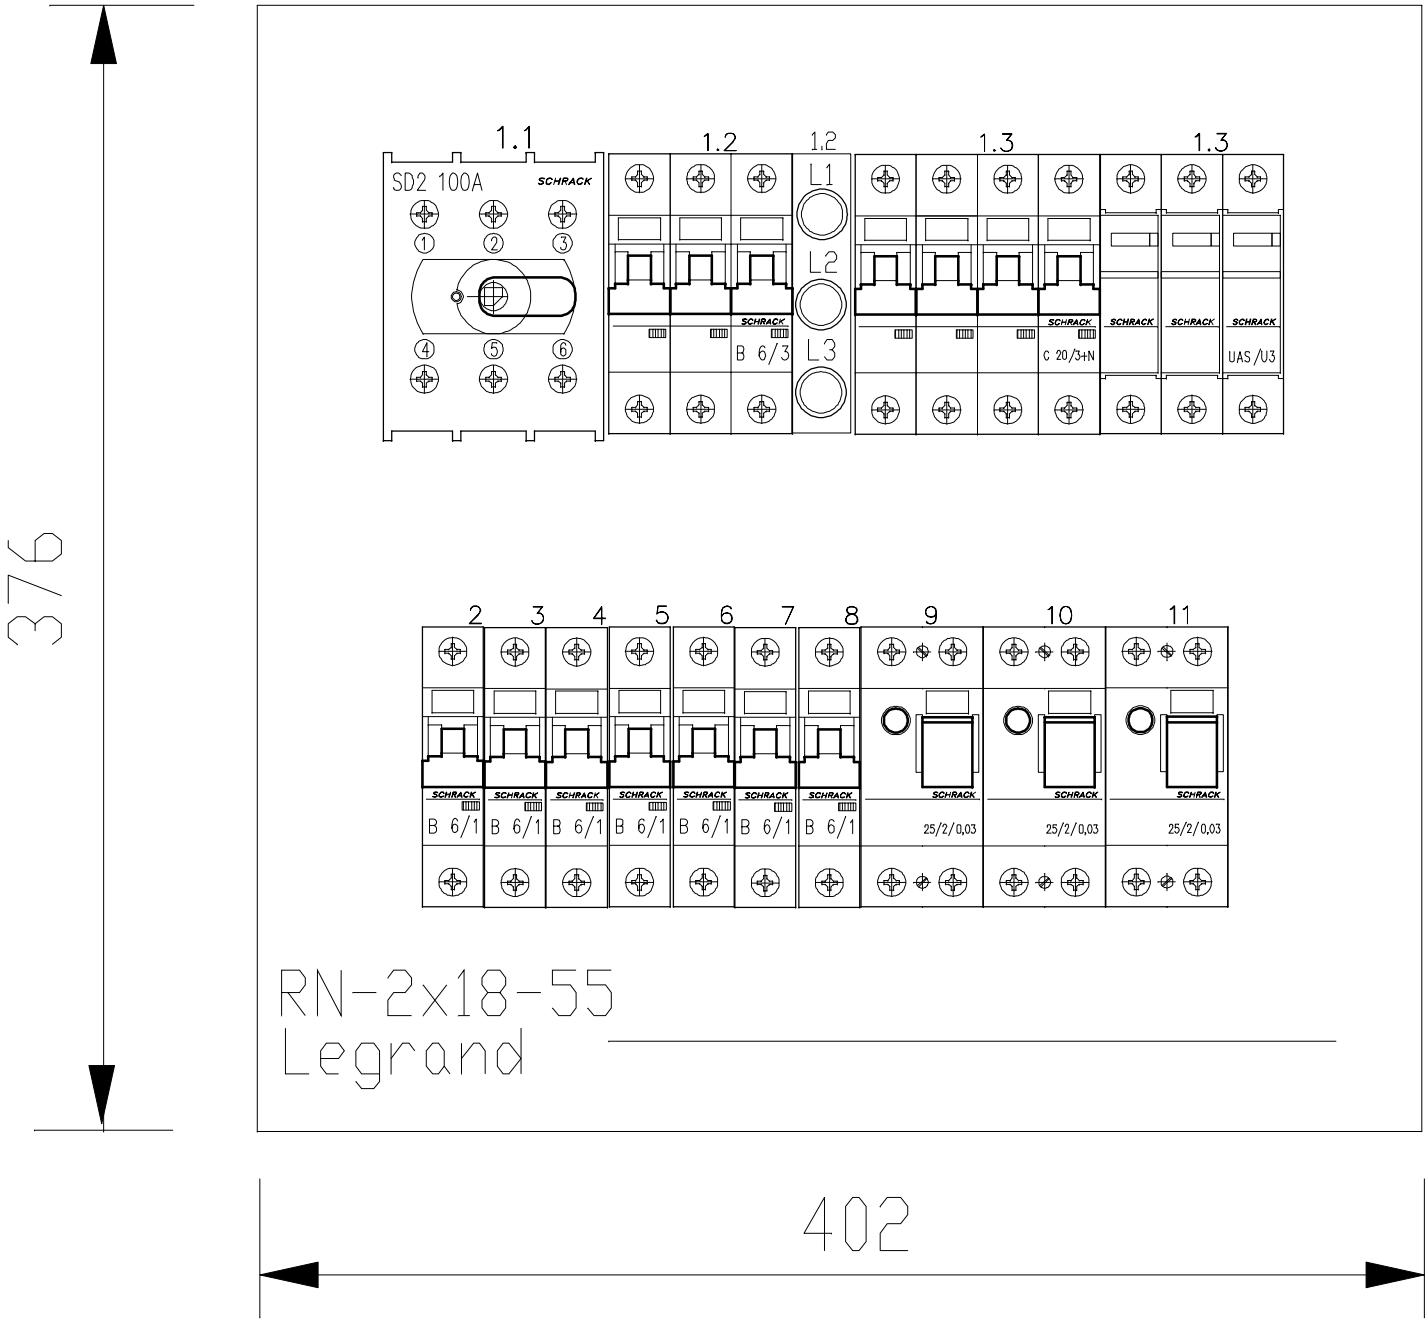 1.1 1.2 1.2 1.3 1.3
SD2 100A SCHRACK L1
1 2 3
L2
SCHRACK SCHRACK SCHRACK SCHRACK SCHRACK
4 5 6 B 6/3 L3 C 20/3+N UAS/U3
376
2 3 4 5 6 7 8 9 10 11
SCHRACK SCHRACK SCHRACK SCHRACK SCHRACK SCHRACK SCHRACK SCHRACK SCHRACK SCHRACK
B 6/1 B 6/1 B 6/1 B 6/1 B 6/1 B 6/1 B 6/1 25/2/0,03 25/2/0,03 25/2/0,03
RN-2x18-55
Legrand
402